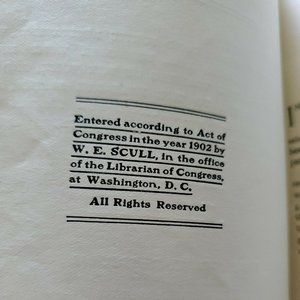 Entered according to Act of
Congress in the year 1902 by
W. E. SCULL, in the office
of the Librarian of Congress,
at Washington, D. C.
All Rights Reserved